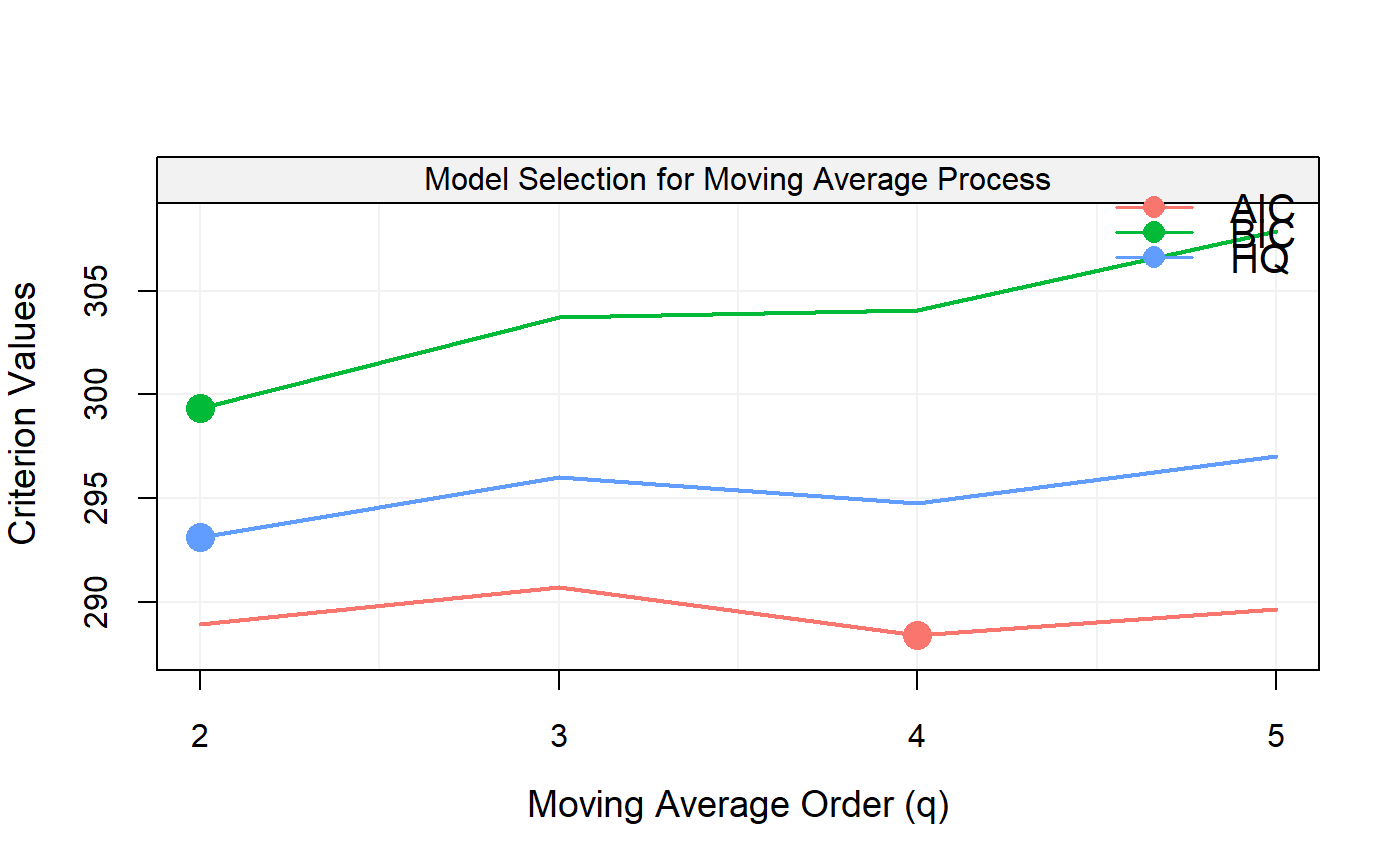 Model Selection for Moving Average Process
AIC
BIC
HQ
305
300
295
290
Criterion Values
2 3 4 5
Moving Average Order (q)